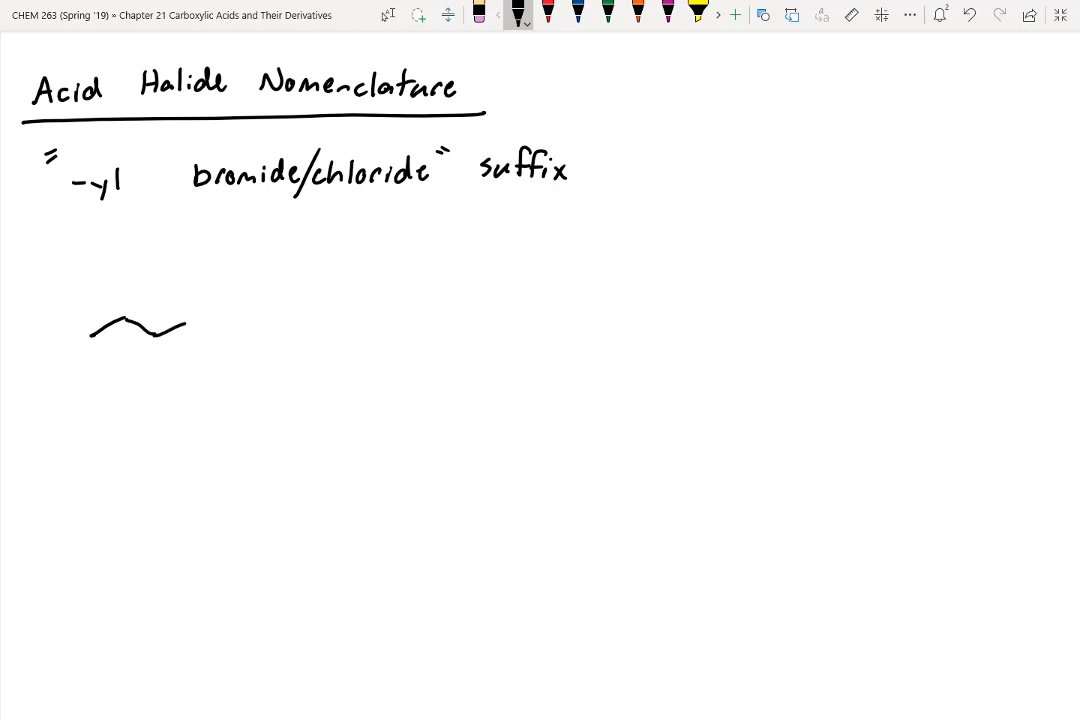 CHEM 263 (Spring '19) » Chapter 21 Carboxylic Acids and Their Derivatives
Acid Halide Nomenclature
"-yl bromide/chloride" suffix